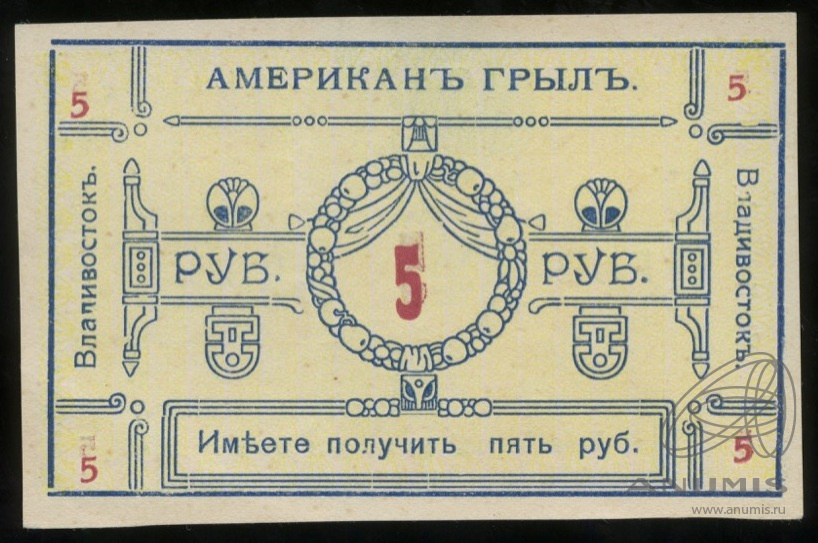 АМЕРИКАНЪ ГРЫЛЪ.
5
5
Владивостокъ.
Владивостокъ.
РУБ.
5
РУБ.
Имѣете получить пять руб.
5
5
ANUMIS
www.anumis.ru